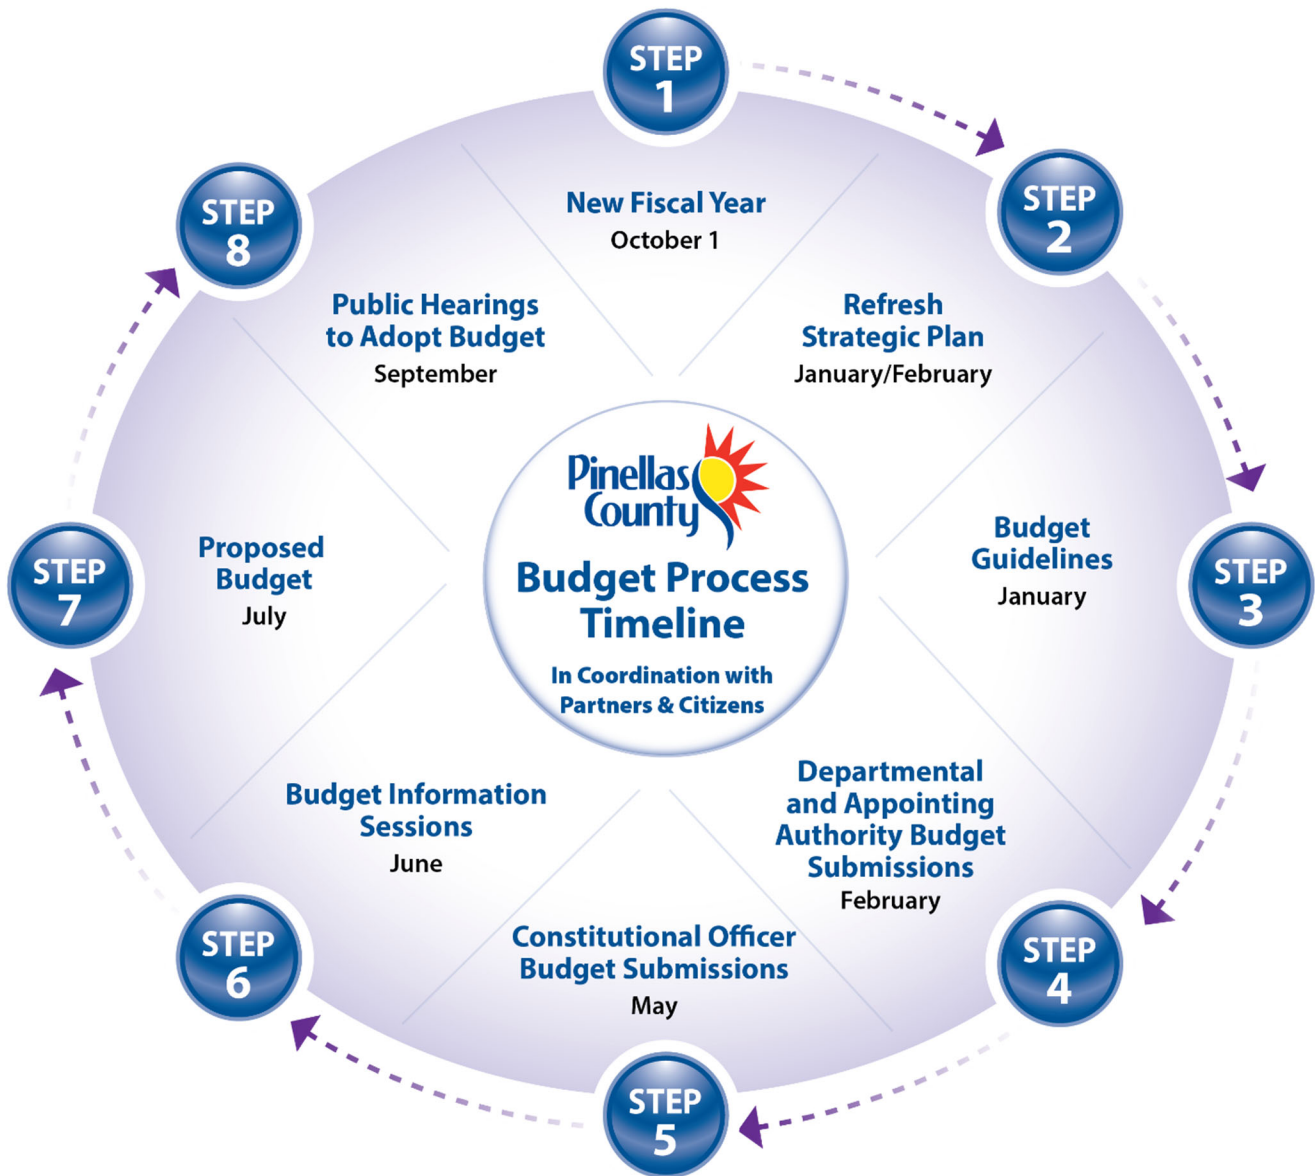 STEP
1
New Fiscal Year
October 1
STEP
2
Refresh
Strategic Plan
January/February
STEP
3
Budget
Guidelines
January
STEP
4
Departmental
and Appointing
Authority Budget
Submissions
February
STEP
5
Constitutional Officer
Budget Submissions
May
STEP
6
Budget Information
Sessions
June
STEP
7
Proposed
Budget
July
STEP
8
Public Hearings
to Adopt Budget
September
Pinellas
County
Budget Process
Timeline
In Coordination with
Partners & Citizens